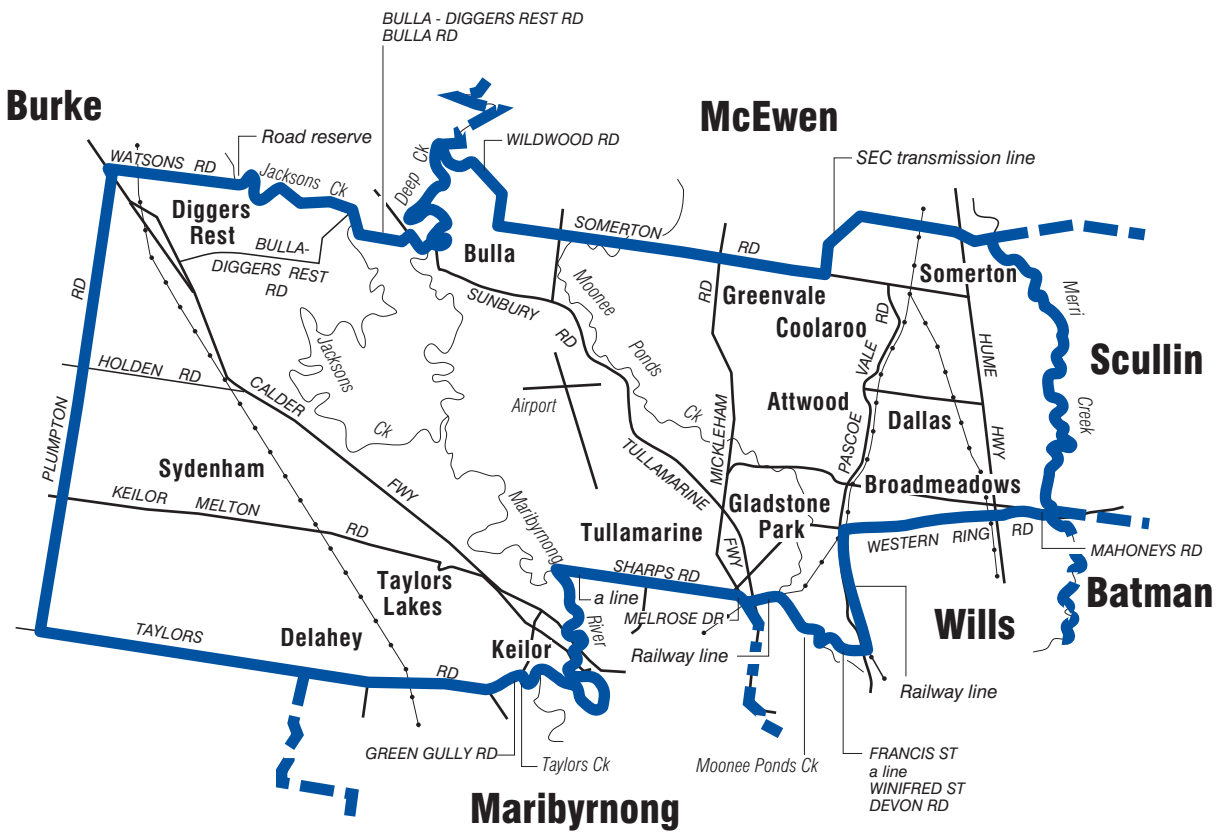 BULLA - DIGGERS REST RD
BULLA RD
Burke
McEwen
Road reserve
WILDWOOD RD
SEC transmission line
WATSONS RD
Jacksons Ck
Deep Ck
Diggers
Rest
BULLA-
DIGGERS REST
RD
Bulla
SOMERTON RD
Somerton
Merri
Creek
Moonee
Ponds
Ck
RD
MICKLEHAM
Greenvale
Coolaroo
SUNBURY
RD
HUME
HWY
Scullin
PLUMPTON
RD
HOLDEN RD
CALDER
FWY
Jacksons
Ck
Airport
Attwood
PASCOE
VALE
RD
Dallas
Sydenham
TULLAMARINE
FWY
KEILOR MELTON
RD
Maribyrnong
River
Tullamarine
Gladstone
Park
Broadmeadows
WESTERN RING RD
MAHONEYS RD
Batman
SHARPS RD
a line
Taylors
Lakes
MELROSE DR
Wills
TAYLORS
RD
Delahey
Keilor
Railway line
Railway line
GREEN GULLY RD
Taylors Ck
Moonee Ponds Ck
FRANCIS ST
a line
WINIFRED ST
DEVON RD
Maribyrnong